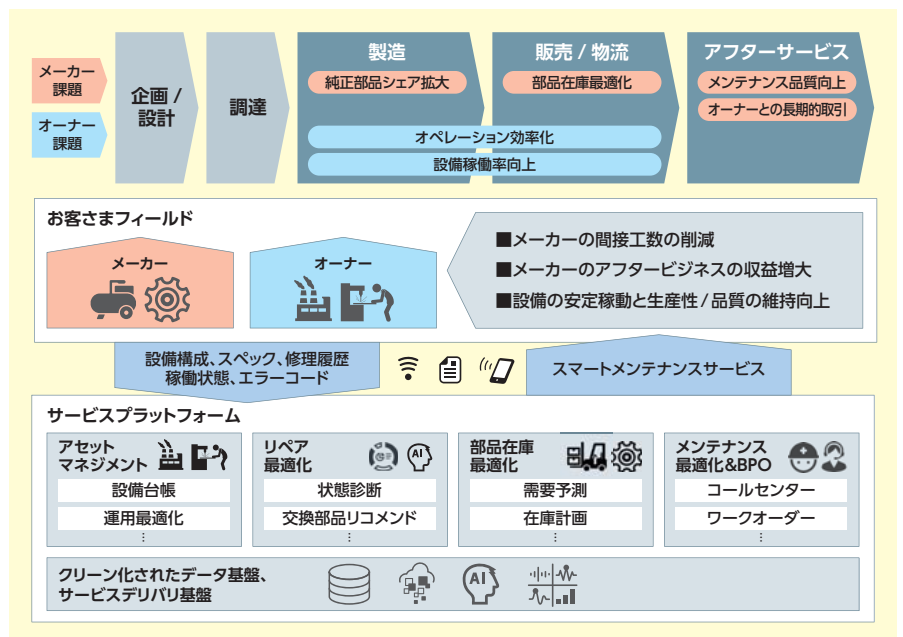 メーカー
課題
オーナー
課題
企画 /
設計
調達
製造
純正部品シェア拡大
販売 / 物流
部品在庫最適化
アフターサービス
メンテナンス品質向上
オーナーとの長期的取引
オペレーション効率化
設備稼働率向上
お客さまフィールド
メーカー
オーナー
■メーカーの間接工数の削減
■メーカーのアフタービジネスの収益増大
■設備の安定稼働と生産性/品質の維持向上
設備構成、スペック、修理履歴
稼働状態、エラーコード
スマートメンテナンスサービス
サービスプラットフォーム
アセット
マネジメント
設備台帳
運用最適化
⋮
リペア
最適化
AI
状態診断
交換部品リコメンド
⋮
部品在庫
最適化
需要予測
在庫計画
⋮
メンテナンス
最適化&BPO
コールセンター
ワークオーダー
⋮
クリーン化されたデータ基盤、
サービスデリバリ基盤
AI